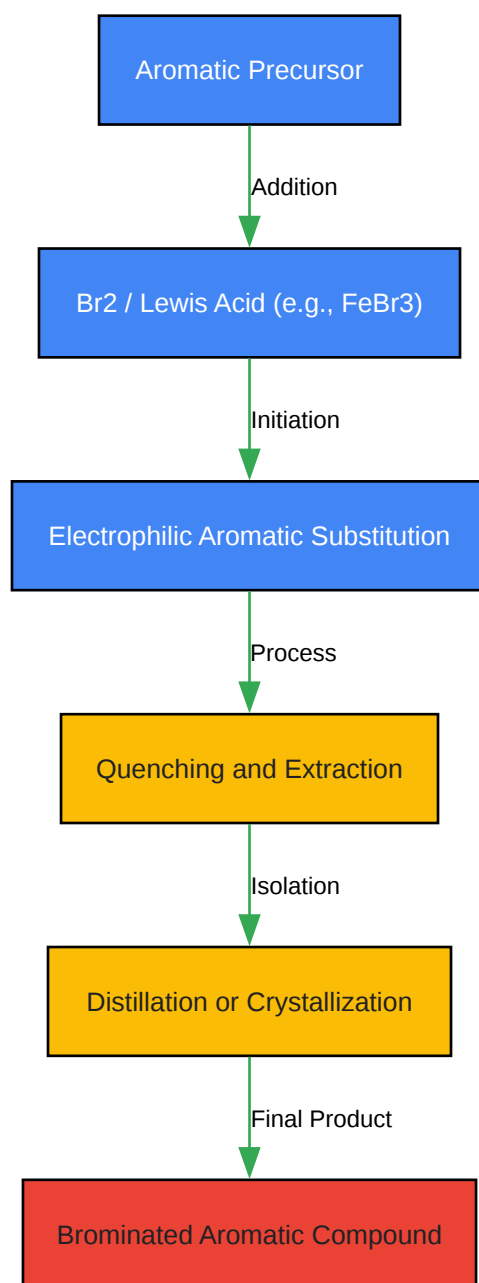 Aromatic Precursor
Addition
Br2 / Lewis Acid (e.g., FeBr3)
Initiation
Electrophilic Aromatic Substitution
Process
Quenching and Extraction
Isolation
Distillation or Crystallization
Final Product
Brominated Aromatic Compound